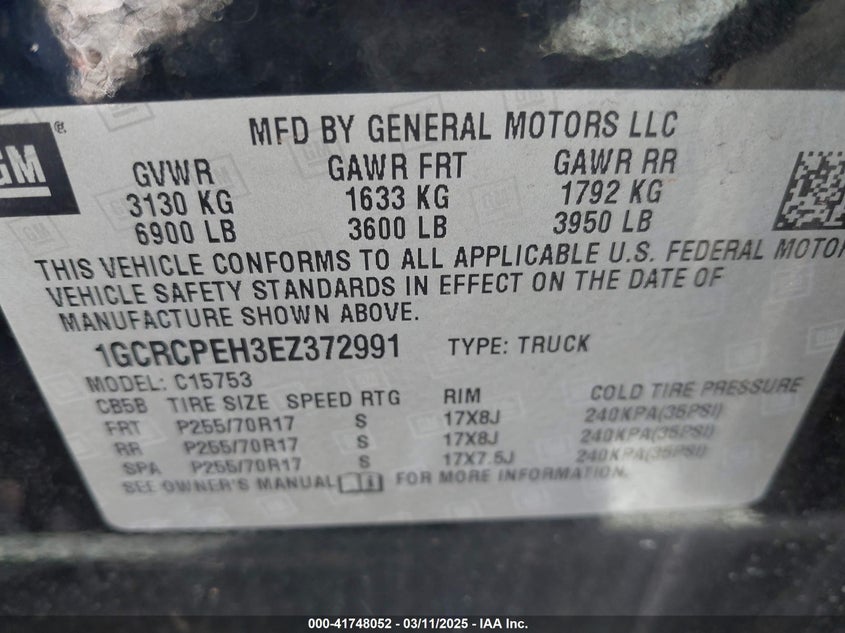 GM
®
MFD BY GENERAL MOTORS LLC
GVWR GAWR FRT GAWR RR
3130 KG 1633 KG 1792 KG
6900 LB 3600 LB 3950 LB
THIS VEHICLE CONFORMS TO ALL APPLICABLE U.S. FEDERAL MOTOR
VEHICLE SAFETY STANDARDS IN EFFECT ON THE DATE OF
MANUFACTURE SHOWN ABOVE.
1GCRCPEH3EZ372991 TYPE: TRUCK
MODEL: C15753
CB5B TIRE SIZE SPEED RTG RIM COLD TIRE PRESSURE
FRT P255/70R17 S 17X8J 240KPA(35PSI)
RR P255/70R17 S 17X8J 240KPA(35PSI)
SPA P255/70R17 S 17X7.5J 240KPA(35PSI)
SEE OWNER'S MANUAL FOR MORE INFORMATION.
000-41748052 - 03/11/2025 - IAA Inc.